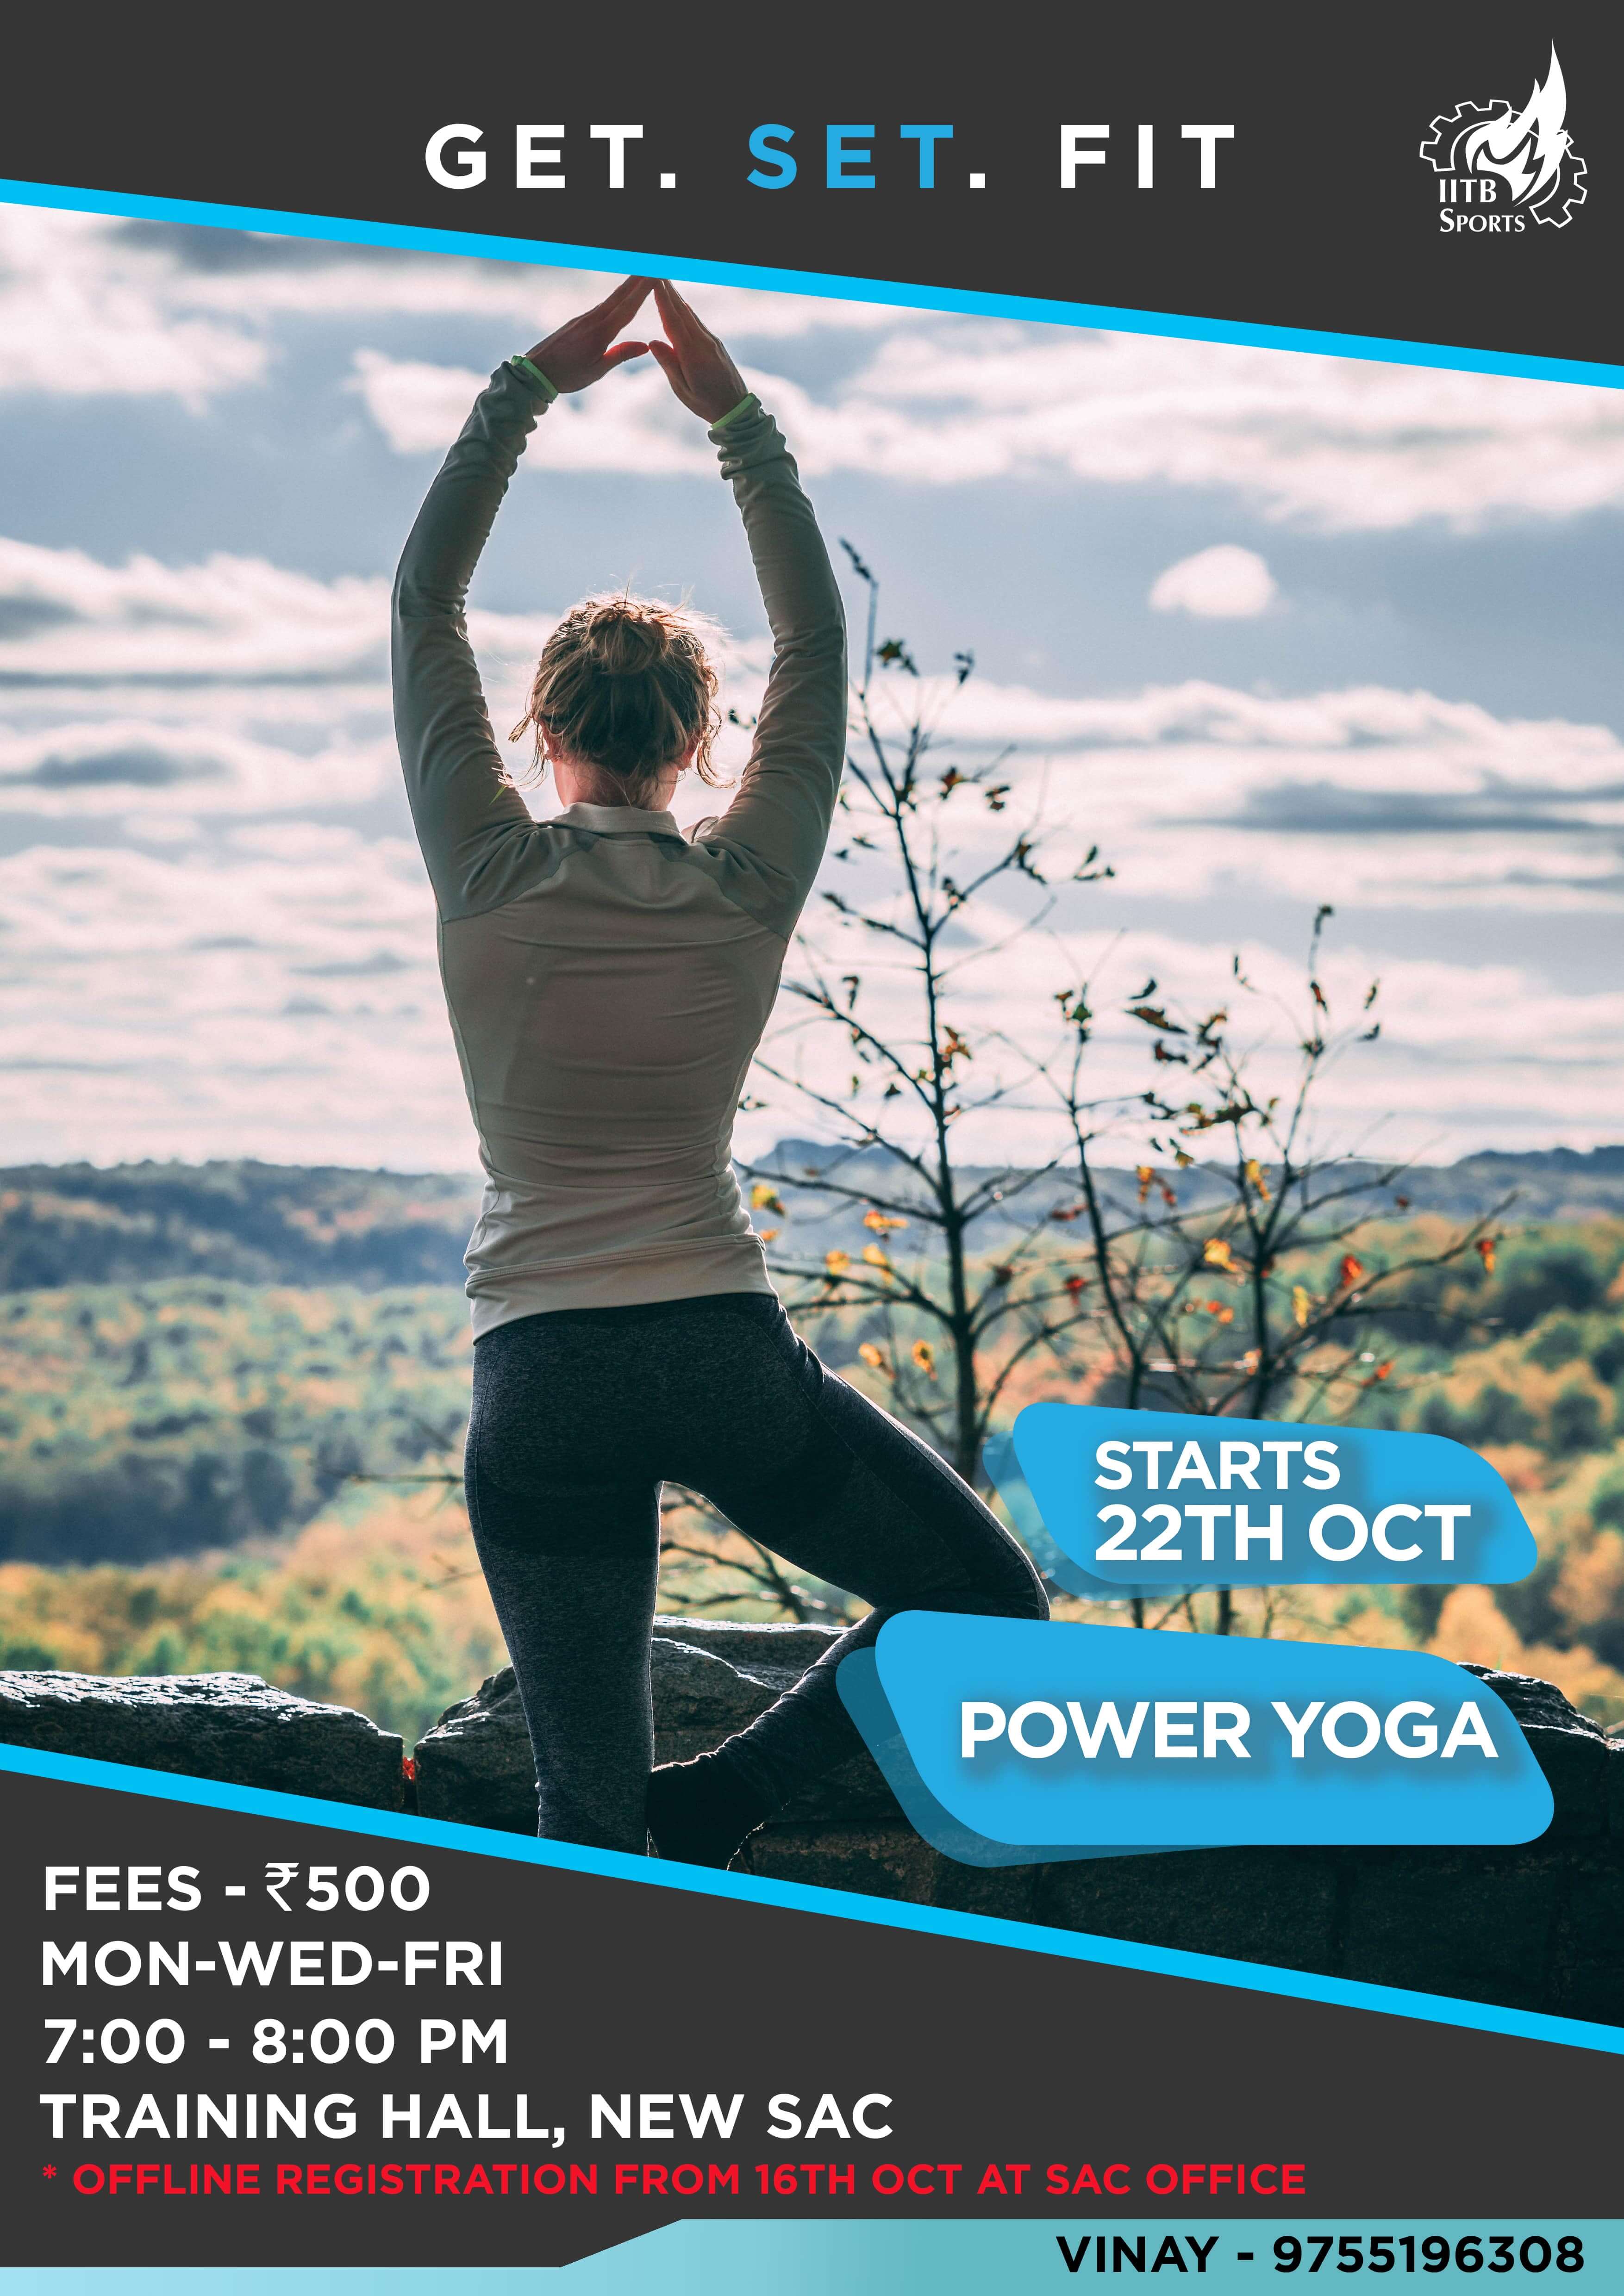 GET. SET. FIT
IITB
SPORTS
STARTS
22TH OCT
POWER YOGA
FEES - ₹500
MON-WED-FRI
7:00 - 8:00 PM
TRAINING HALL, NEW SAC
* OFFLINE REGISTRATION FROM 16TH OCT AT SAC OFFICE
VINAY - 9755196308